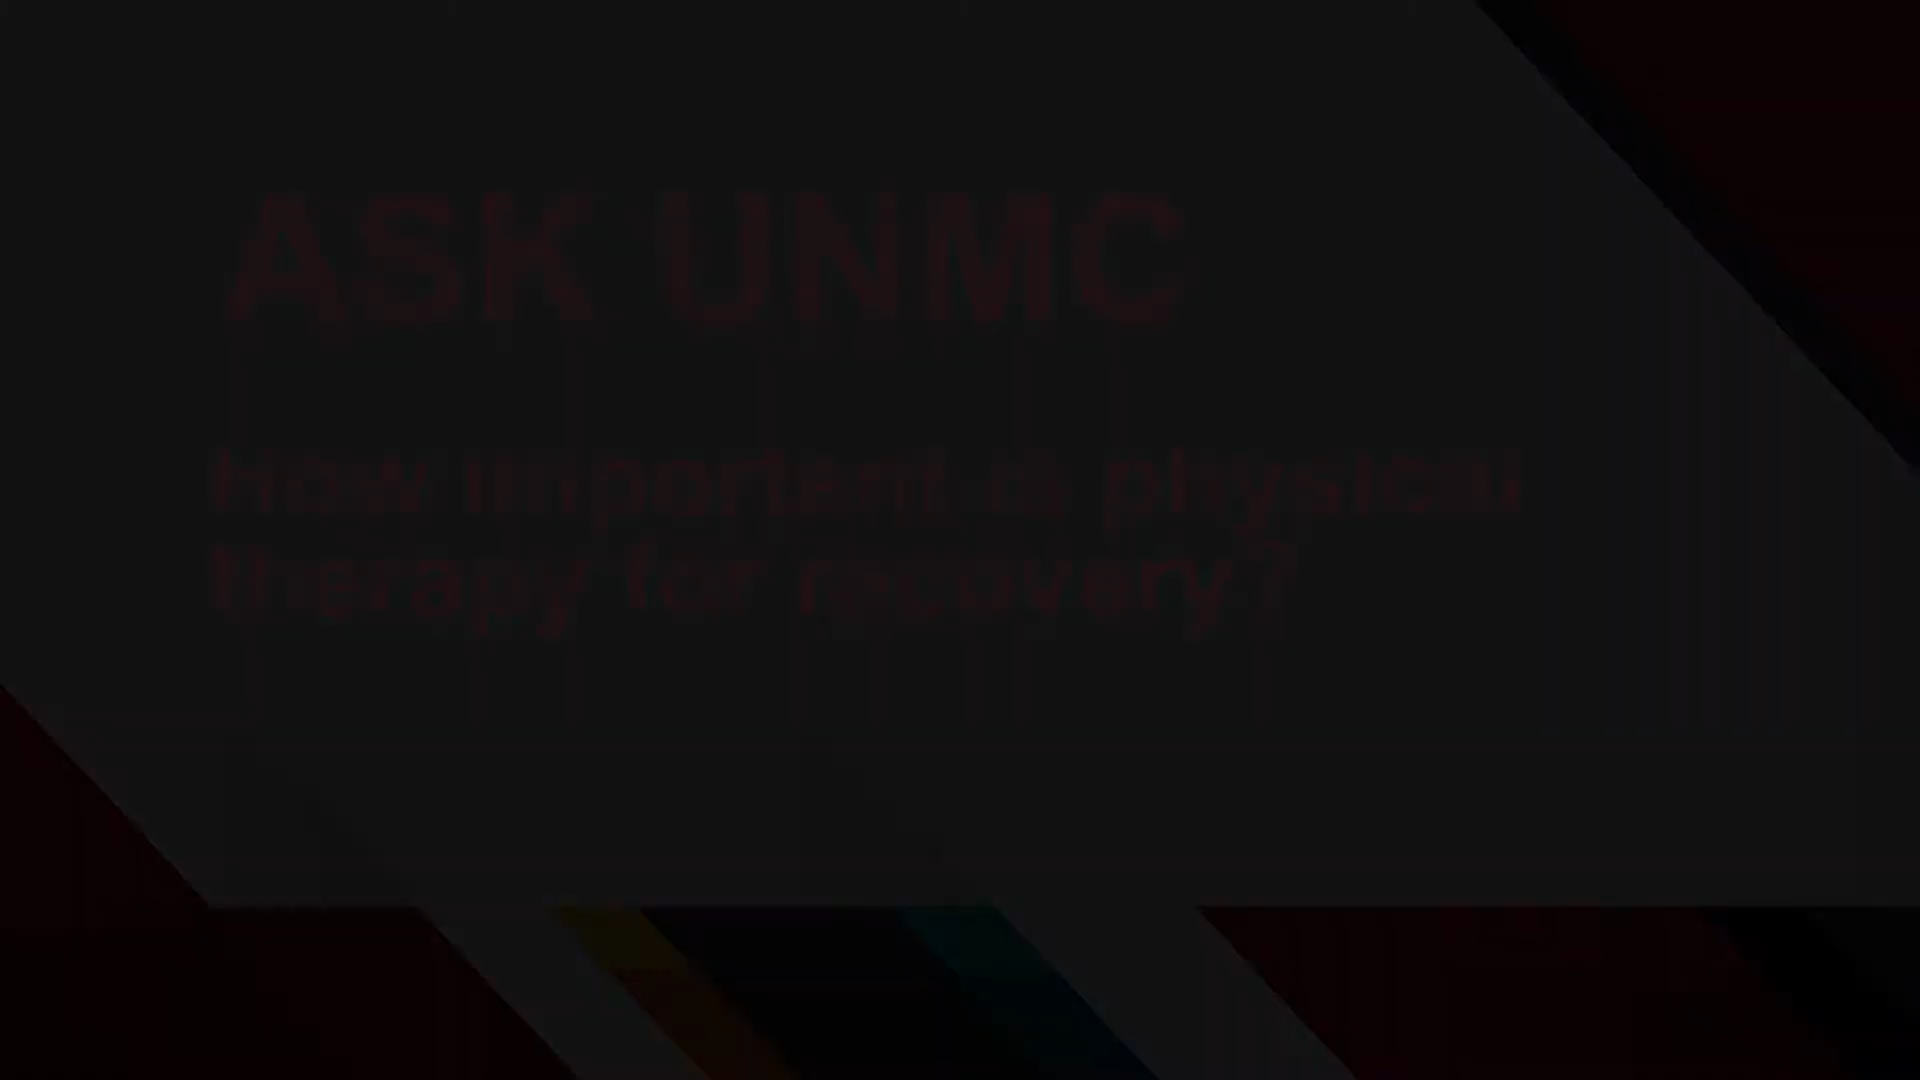 ASK UNMC
How important is physical
therapy for recovery?